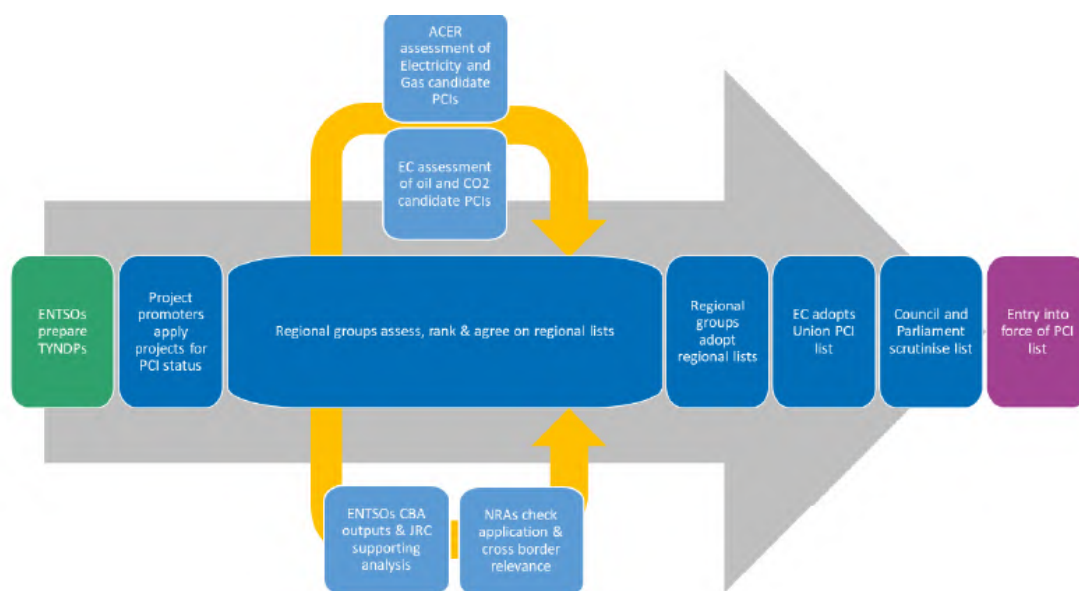 ACER
assessment of
Electricity and
Gas candidate
PCIs
EC assessment
of oil and CO2
candidate PCIs
ENTSOs
prepare
TYNDPs
Project
promoters
apply
projects for
PCI status
Regional groups assess, rank & agree on regional lists
Regional
groups
adopt
regional lists
EC adopts
Union PCI
list
Council and
Parliament
scrutinise list
Entry into
force of PCI
list
ENTSOs CBA
outputs & JRC
supporting
analysis
NRAs check
application &
cross border
relevance